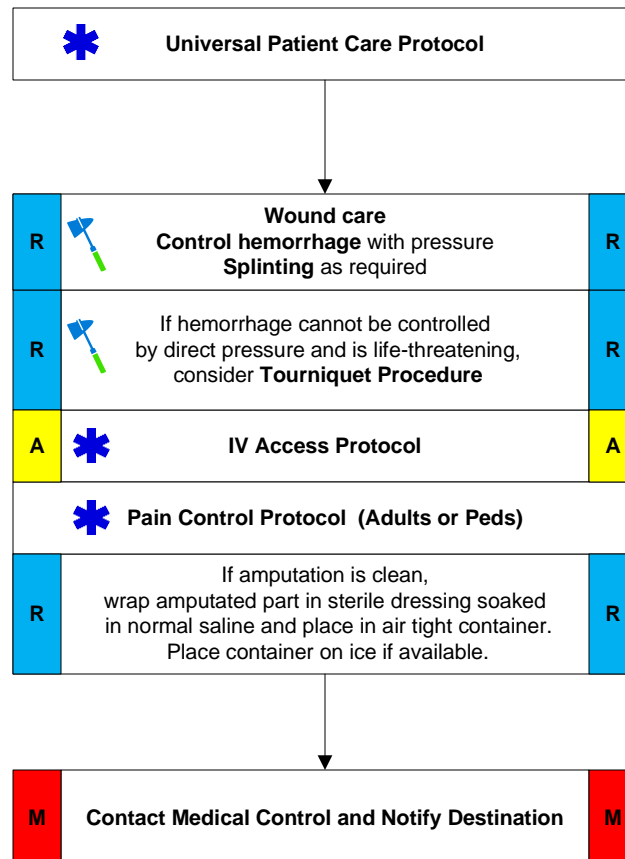 Universal Patient Care Protocol
Wound care
R Control hemorrhage with pressure R
Splinting as required
If hemorrhage cannot be controlled
R by direct pressure and is life-threatening, R
consider Tourniquet Procedure
A IV Access Protocol A
Pain Control Protocol (Adults or Peds)
If amputation is clean,
wrap amputated part in sterile dressing soaked
R in normal saline and place in air tight container. R
Place container on ice if available.
M Contact Medical Control and Notify Destination M